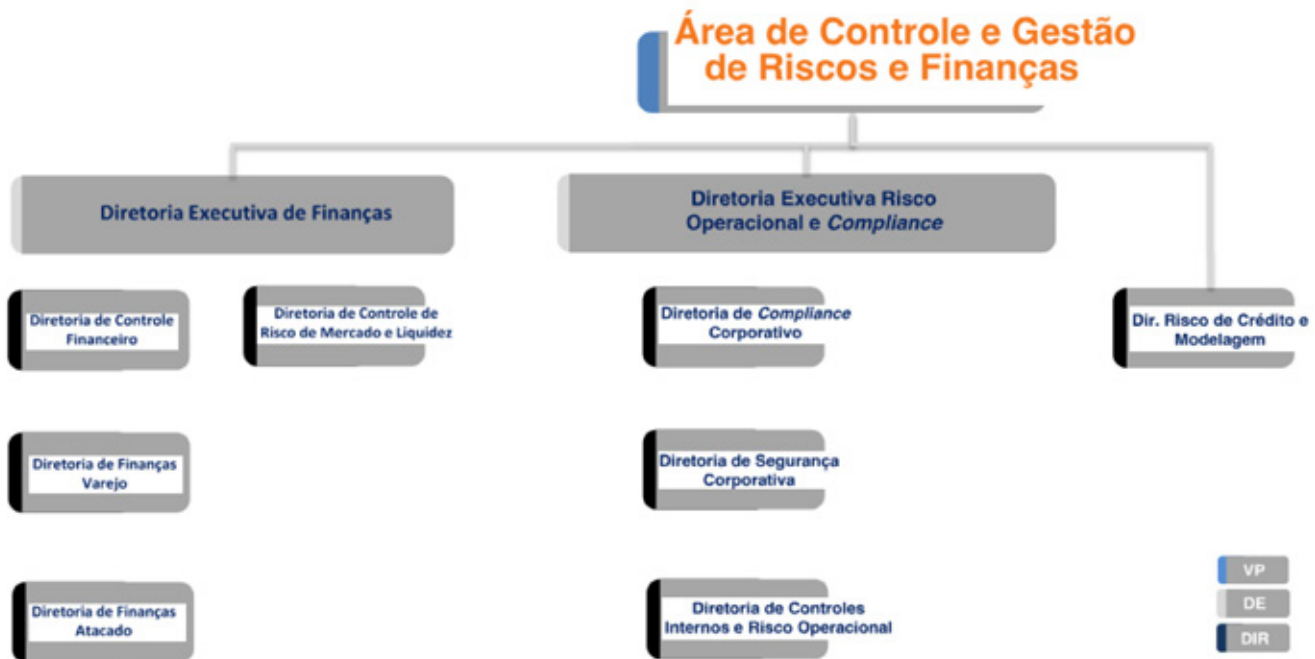 Área de Controle e Gestão
de Riscos e Finanças
Diretoria Executiva de Finanças
Diretoria Executiva Risco
Operacional e Compliance
Diretoria de Controle
Financeiro
Diretoria de Controle de
Risco de Mercado e Liquidez
Diretoria de Compliance
Corporativo
Dir. Risco de Crédito e
Modelagem
Diretoria de Finanças
Varejo
Diretoria de Segurança
Corporativa
Diretoria de Finanças
Atacado
Diretoria de Controles
Internos e Risco Operacional
VP
DE
DIR